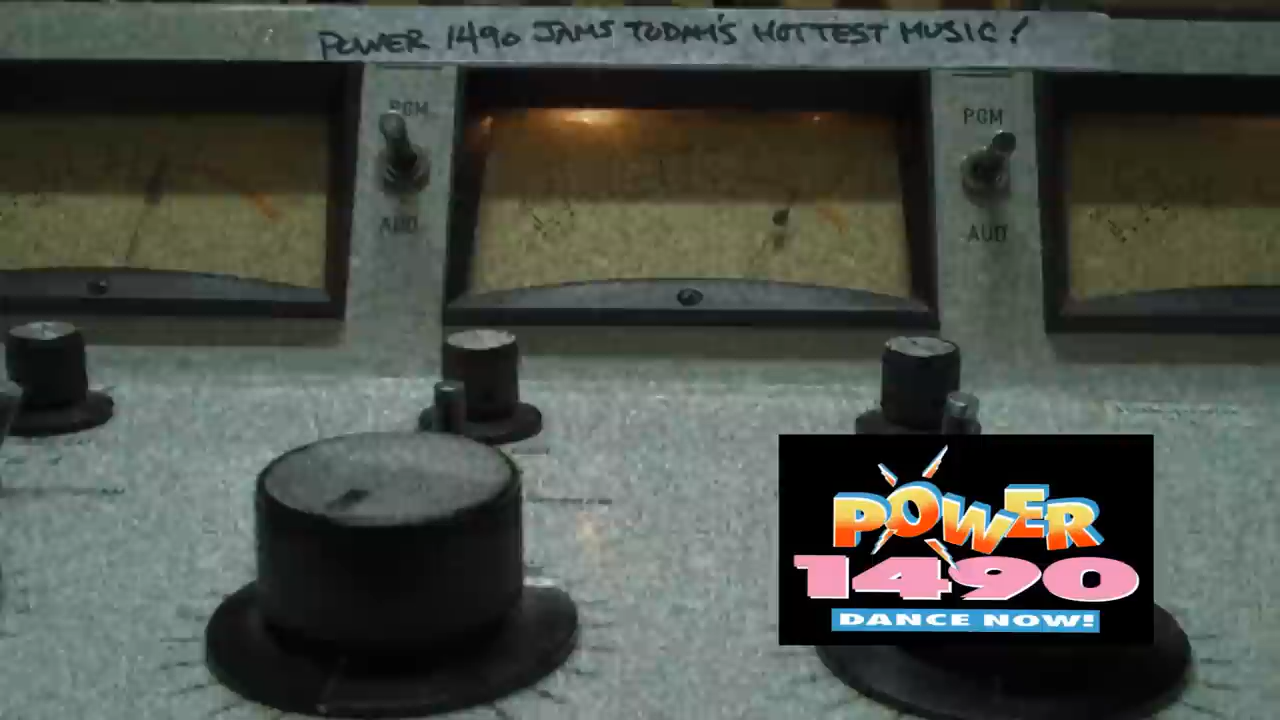 POWER 1490 JAMS TODAY'S HOTTEST MUSIC!
PGM
PGM
AUD
AUD
POWER
1490
DANCE NOW!